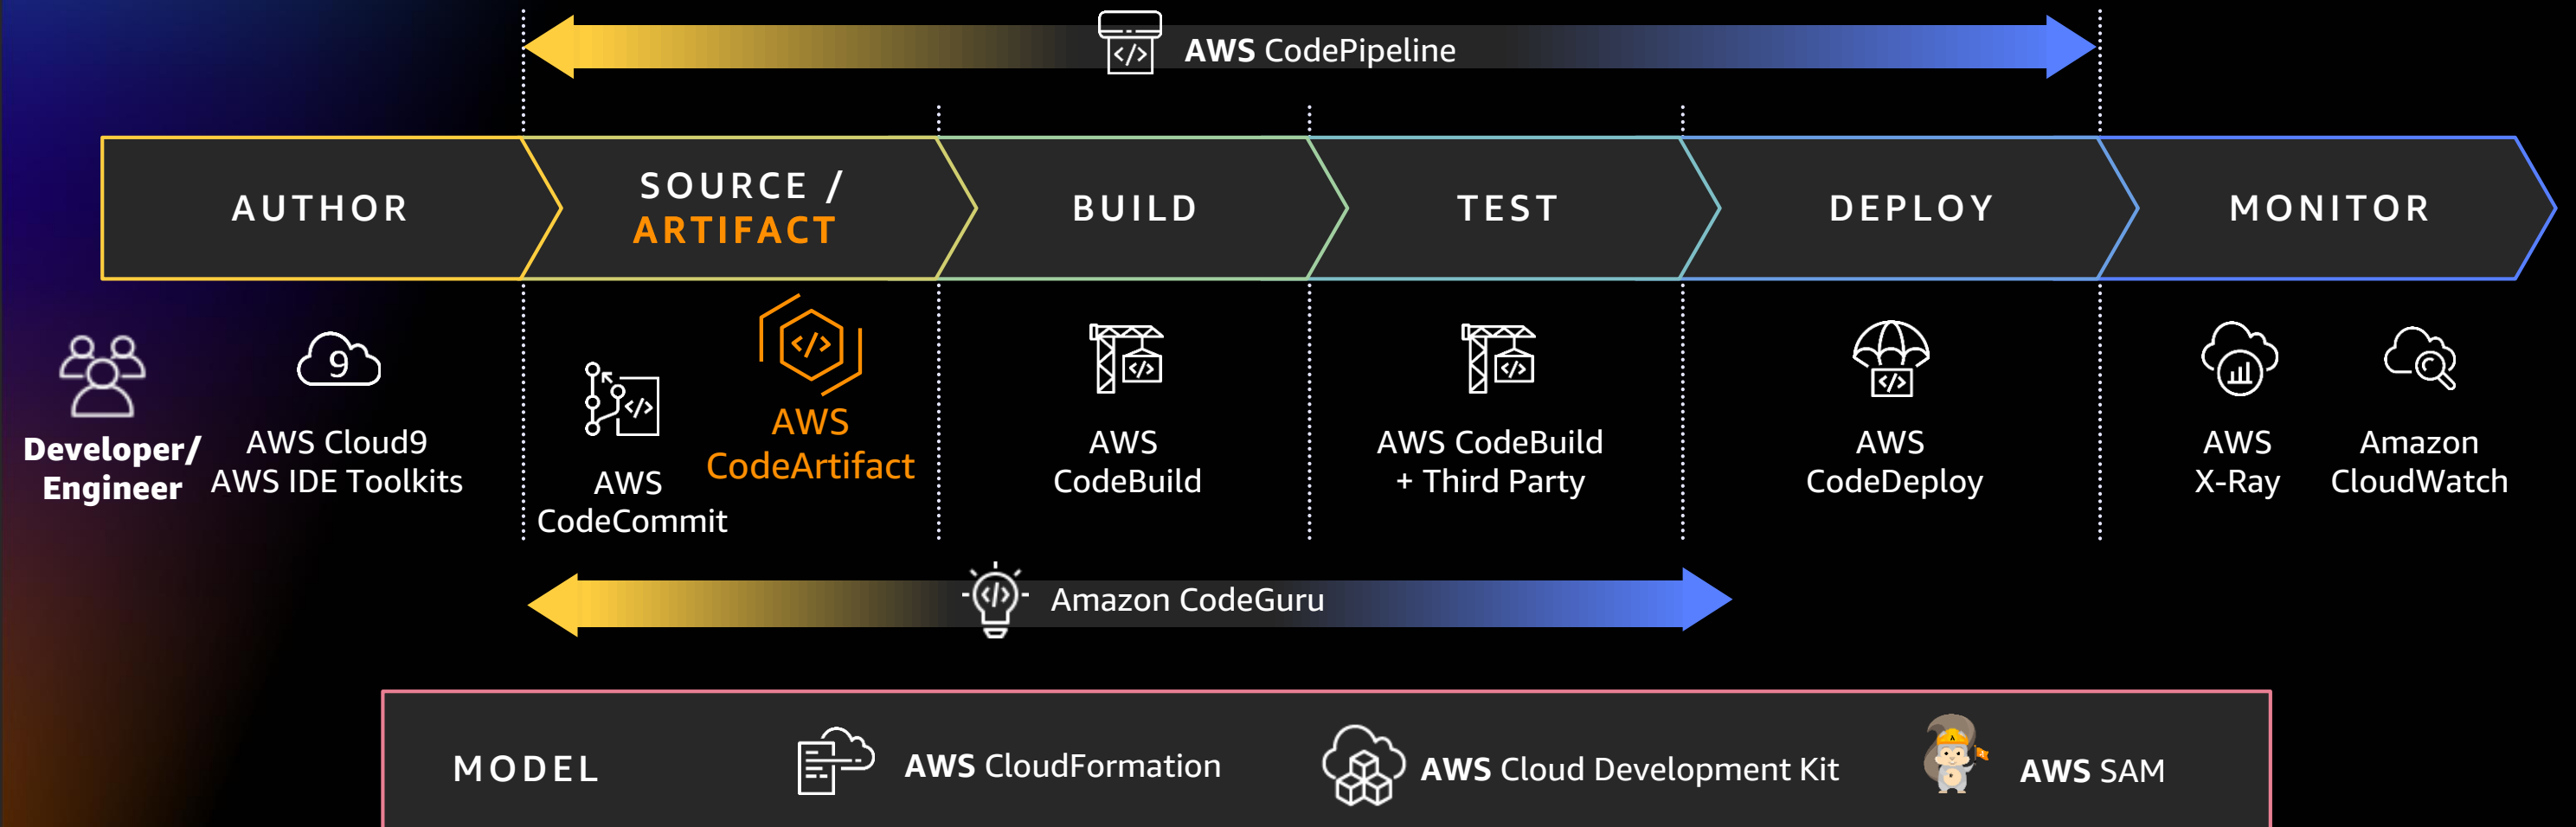 AWS CodePipeline
AUTHOR
SOURCE /
ARTIFACT
BUILD
TEST
DEPLOY
MONITOR
Developer/
Engineer
9
AWS Cloud9
AWS IDE Toolkits
</>
AWS
CodeCommit
</>
AWS
CodeArtifact
</>
AWS
CodeBuild
</>
AWS CodeBuild
+ Third Party
</>
AWS
CodeDeploy
AWS
X-Ray
Amazon
CloudWatch
</>
Amazon CodeGuru
MODEL
AWS CloudFormation
AWS Cloud Development Kit
AWS SAM